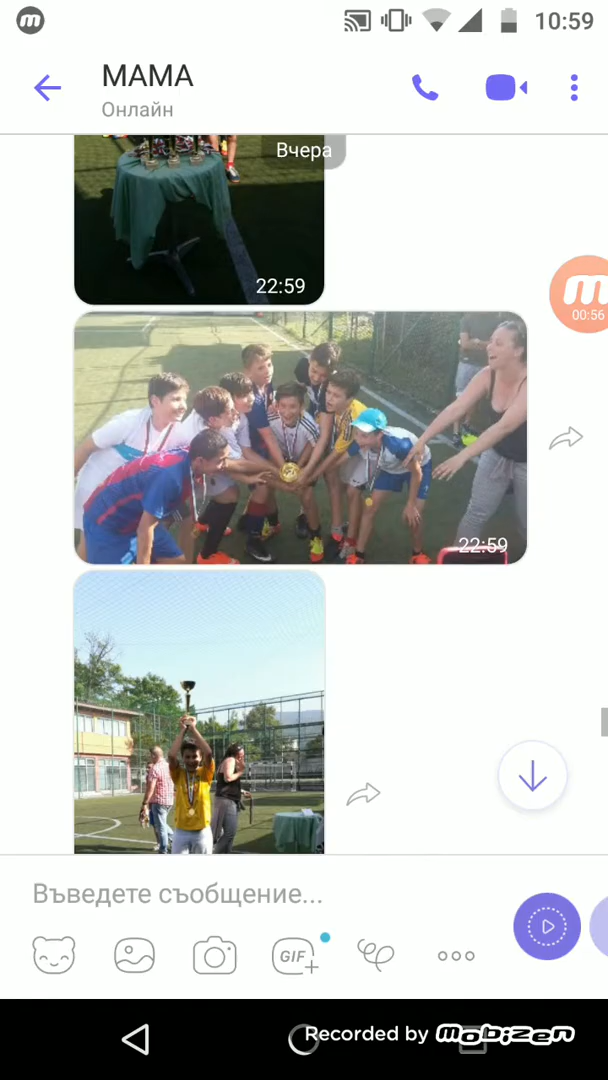 10:59
МАМА
Онлайн
Вчера
22:59
00:56
22:59
Въведете съобщение...
GIF
Recorded by mobizen